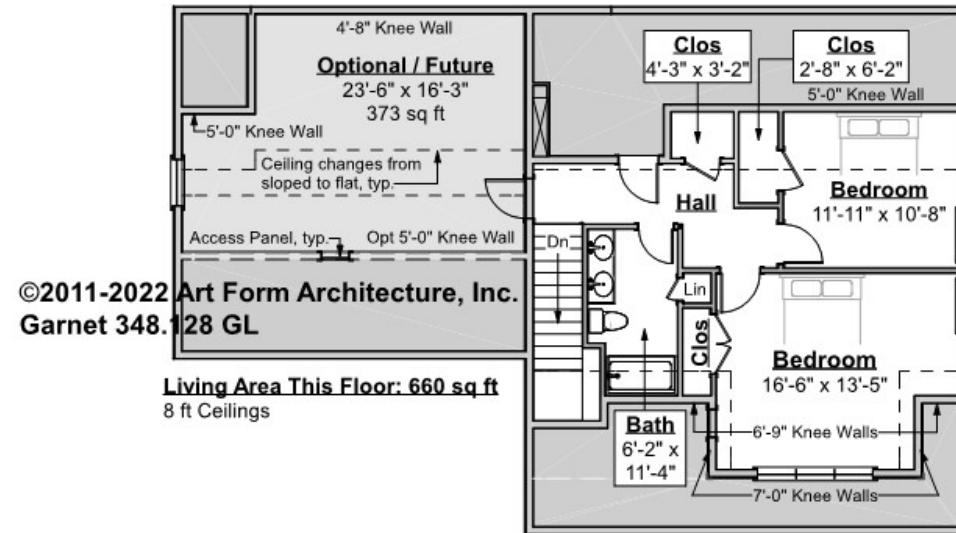 4'-8" Knee Wall
Optional / Future
23'-6" x 16'-3"
373 sq ft
5'-0" Knee Wall
Ceiling changes from
sloped to flat, typ.
Access Panel, typ.
Opt 5'-0" Knee Wall
©2011-2022 Art Form Architecture, Inc.
Garnet 348.128 GL
Living Area This Floor: 660 sq ft
8 ft Ceilings
Clos
4'-3" x 3'-2"
Clos
2'-8" x 6'-2"
5'-0" Knee Wall
Bedroom
11'-11" x 10'-8"
Hall
Dn
Lin
Clos
Bedroom
16'-6" x 13'-5"
Bath
6'-2" x
11'-4"
6'-9" Knee Walls
7'-0" Knee Walls